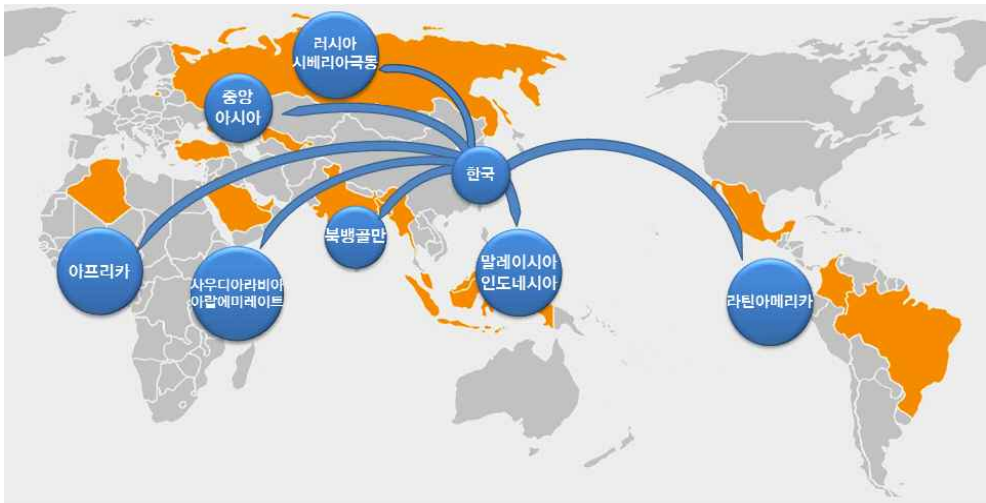 러시아
시베리아극동
중앙
아시아
한국
북뱅골만
아프리카
사우디아라비아
아랍에미레이트
말레이시아
인도네시아
라틴아메리카